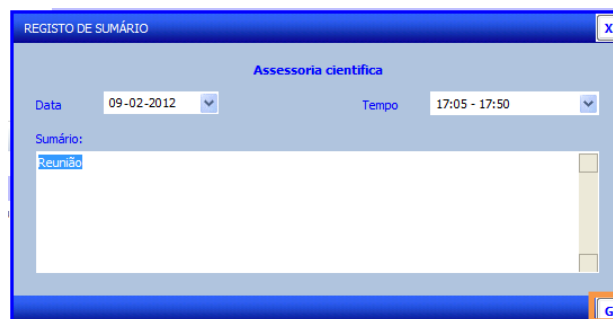 REGISTO DE SUMÁRIO X
Assessoria cientifica
Data 09-02-2012 Tempo 17:05 - 17:50
Sumário:
Reunião
G